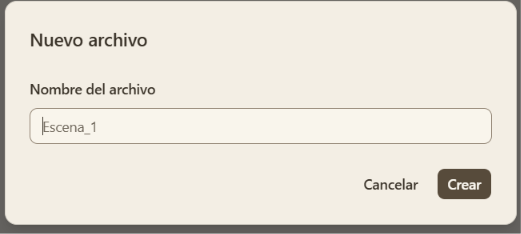 Nuevo archivo
Nombre del archivo
Escena_1
Cancelar
Crear